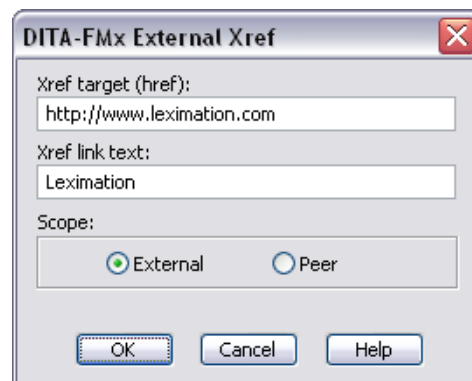 DITA-FMx External Xref
Xref target (href):
http://www.leximation.com
Xref link text:
Leximation
Scope:
External Peer
OK Cancel Help